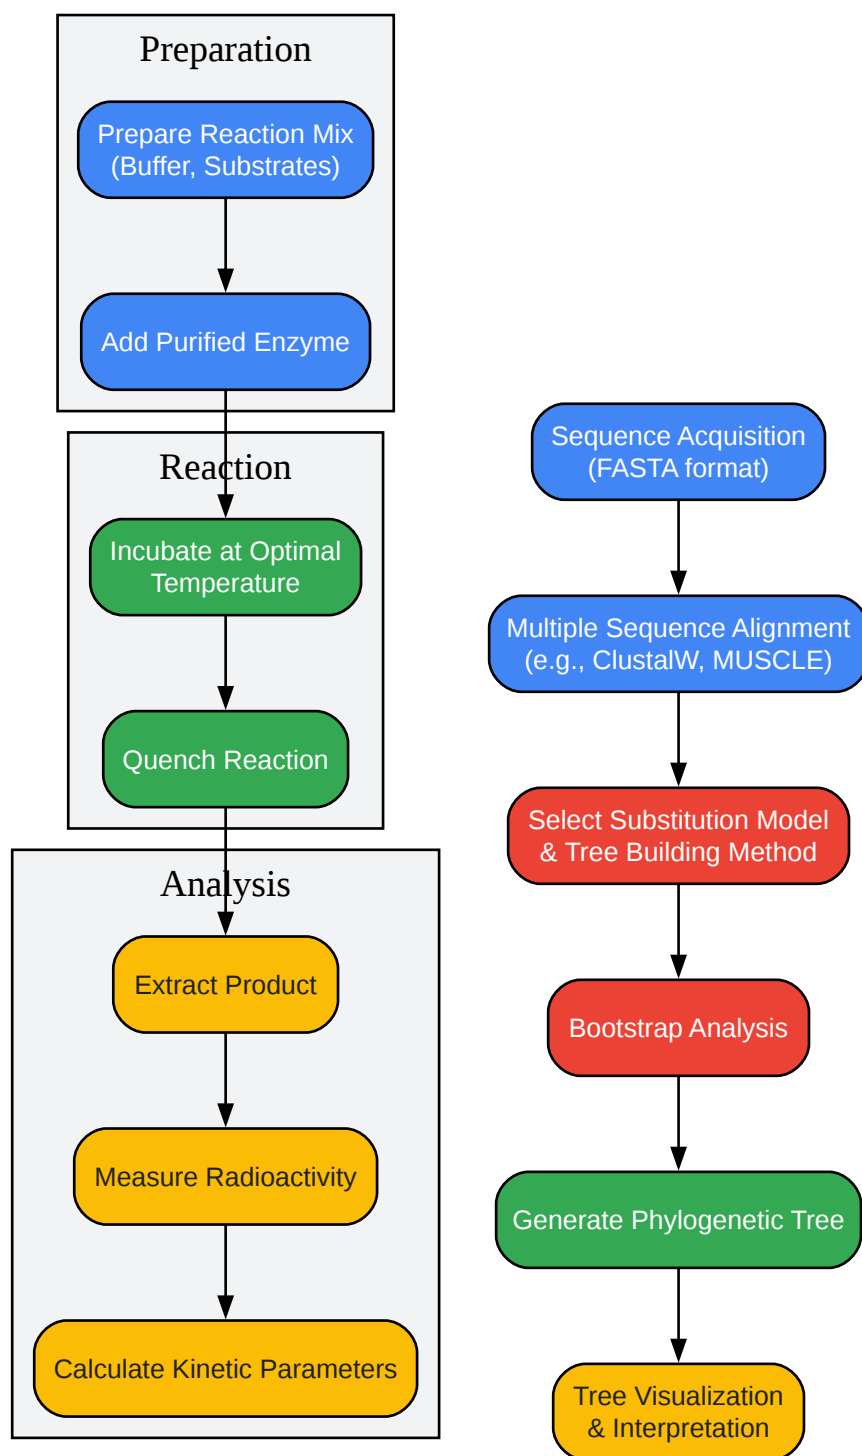 Preparation
Prepare Reaction Mix
(Buffer, Substrates)
Add Purified Enzyme
Reaction
Incubate at Optimal
Temperature
Quench Reaction
Analysis
Extract Product
Measure Radioactivity
Calculate Kinetic Parameters
Sequence Acquisition
(FASTA format)
Multiple Sequence Alignment
(e.g., ClustalW, MUSCLE)
Select Substitution Model
& Tree Building Method
Bootstrap Analysis
Generate Phylogenetic Tree
Tree Visualization
& Interpretation